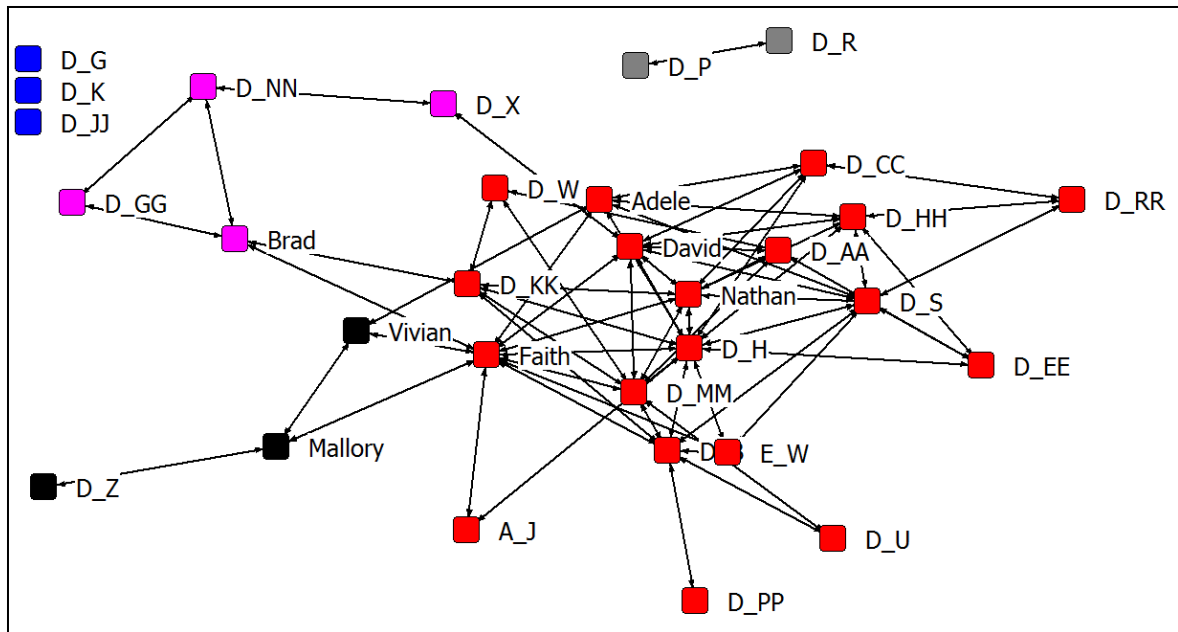 D_G
D_K
D_JJ
D_R
D_P
D_NN
D_X
D_CC
D_W
Adele
D_RR
D_GG
D_HH
Brad
David
D_AA
D_KK
Nathan
D_S
Vivian
Faith
D_H
D_EE
D_MM
Mallory
E_W
D_Z
A_J
D_U
D_PP